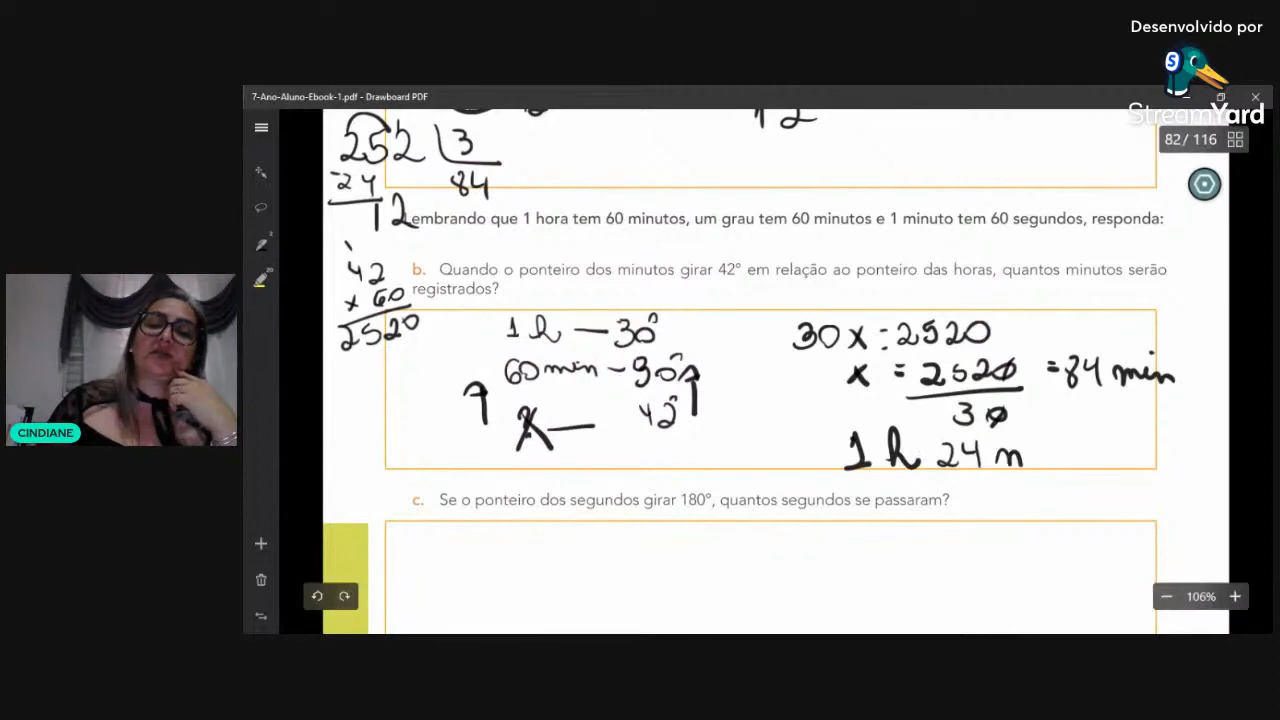 Desenvolvido por
StreamYard
7-Ano-Aluno-Ebook-1.pdf - Drawboard PDF
82 / 116
12
252 3
-24 84
12
embrando que 1 hora tem 60 minutos, um grau tem 60 minutos e 1 minuto tem 60 segundos, responda:
b. Quando o ponteiro dos minutos girar 42° em relação ao ponteiro das horas, quantos minutos serão
registrados?
42
x 60
2520
1 h — 30°
60 min – 30°
X — 42°
30 x = 2520
x = 2520 = 84 min
30
1 h 24 m
c. Se o ponteiro dos segundos girar 180°, quantos segundos se passaram?
CINDIANE
106%